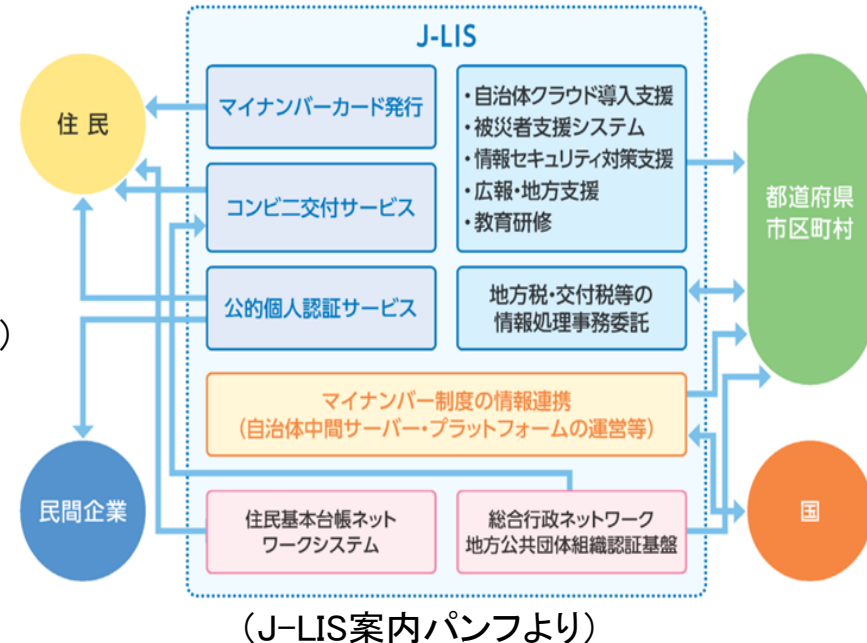 J-LIS
住民
マイナンバーカード発行
コンビニ交付サービス
公的個人認証サービス
・自治体クラウド導入支援
・被災者支援システム
・情報セキュリティ対策支援
・広報・地方支援
・教育研修
地方税・交付税等の
情報処理事務委託
都道府県
市区町村
)
マイナンバー制度の情報連携
(自治体中間サーバー・プラットフォームの運営等)
民間企業
住民基本台帳ネット
ワークシステム
総合行政ネットワーク
地方公共団体組織認証基盤
国
(J-LIS案内パンフより)